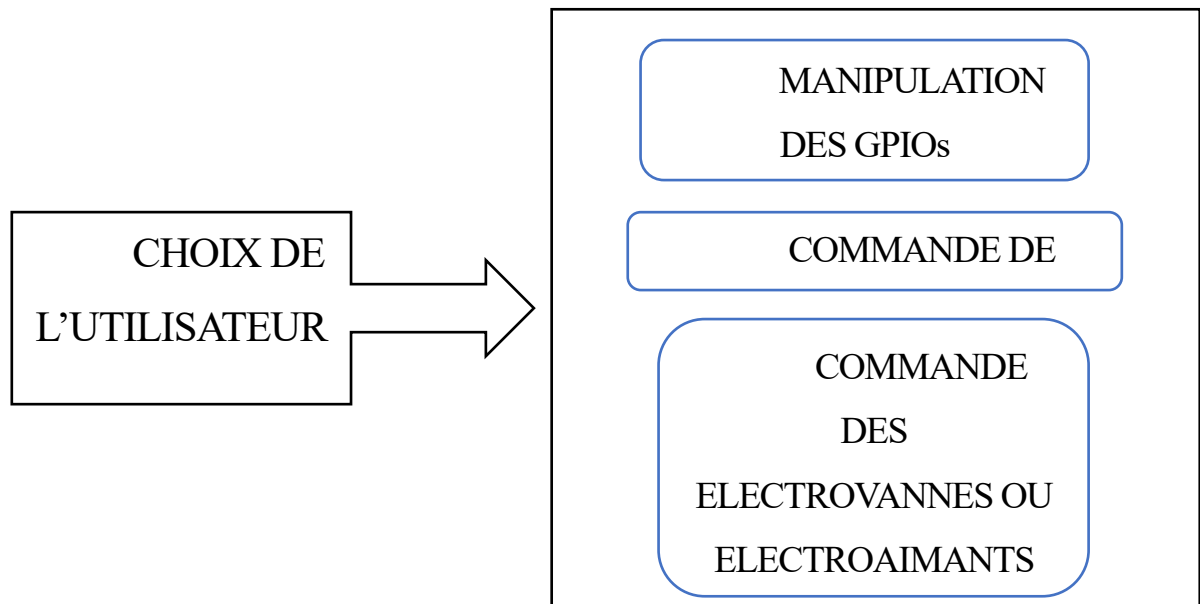 CHOIX DE
L’UTILISATEUR
MANIPULATION
DES GPIOs
COMMANDE DE
COMMANDE
DES
ELECTROVANNES OU
ELECTROAIMANTS